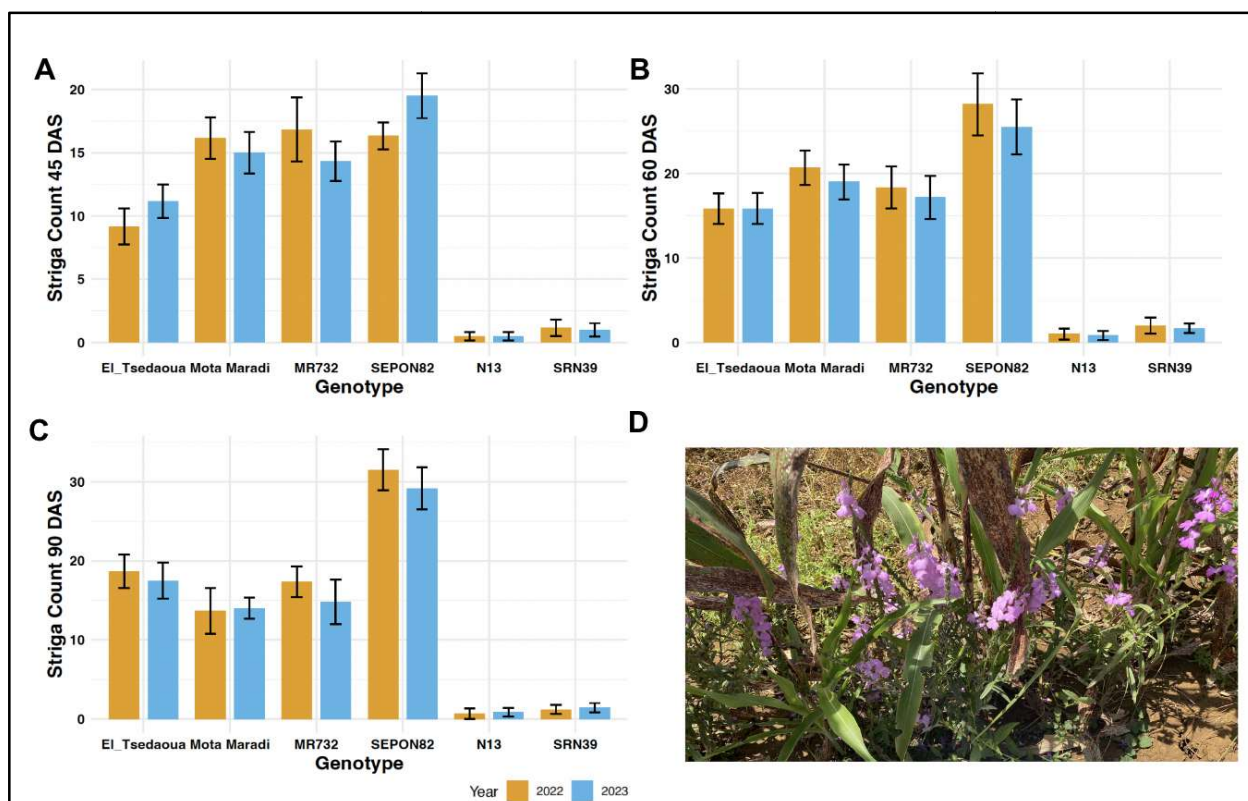 A
Striga Count 45 DAS
20
15
10
5
0
El_Tsedaoua Mota Maradi MR732 SEPON82 N13 SRN39
Genotype
B
Striga Count 60 DAS
30
20
10
0
El_Tsedaoua Mota Maradi MR732 SEPON82 N13 SRN39
Genotype
C
Striga Count 90 DAS
30
20
10
0
El_Tsedaoua Mota Maradi MR732 SEPON82 N13 SRN39
Genotype
Year 2022 2023
D